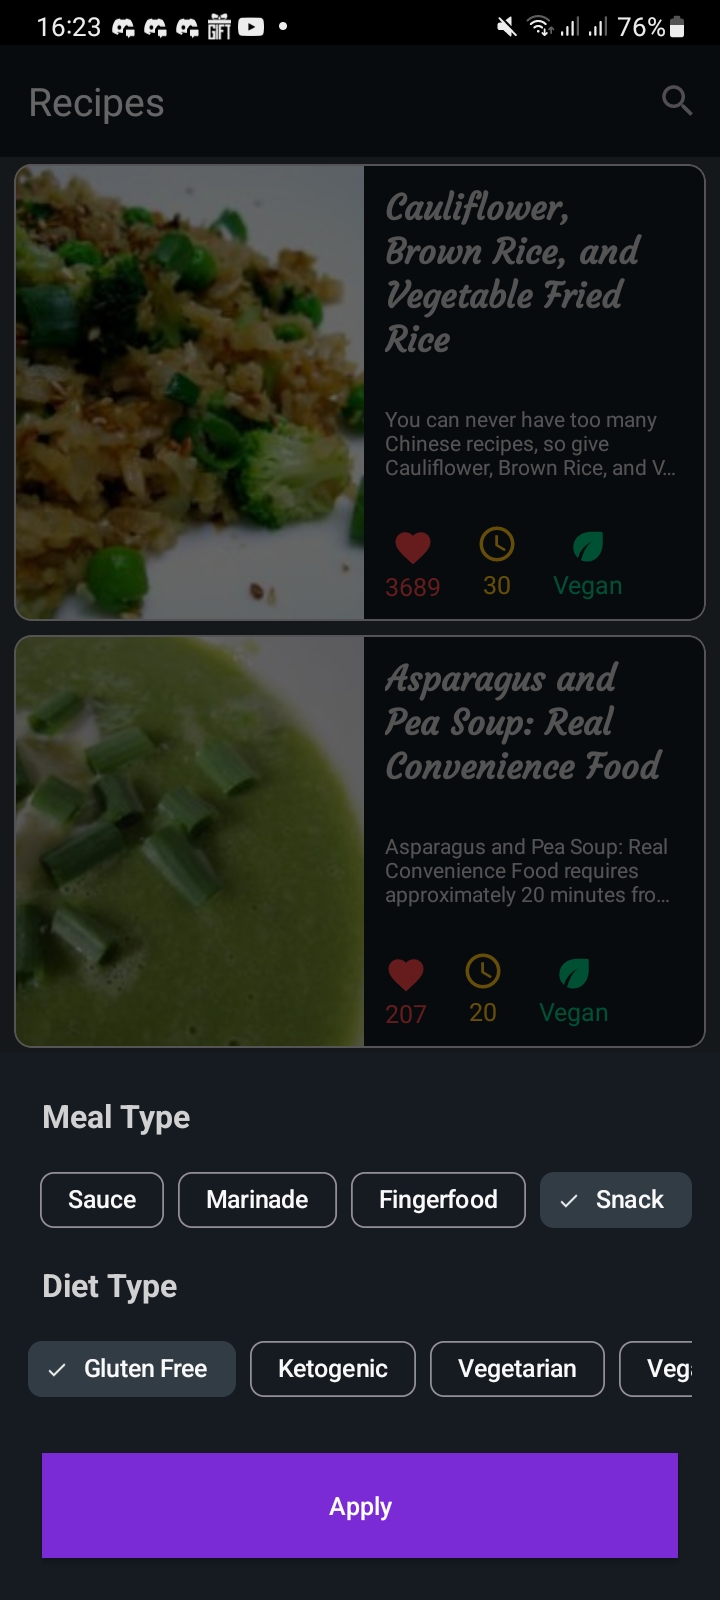 16:23 GIFT 76%
Recipes
Cauliflower,
Brown Rice, and
Vegetable Fried
Rice
You can never have too many
Chinese recipes, so give
Cauliflower, Brown Rice, and V...
3689 30 Vegan
Asparagus and
Pea Soup: Real
Convenience Food
Asparagus and Pea Soup: Real
Convenience Food requires
approximately 20 minutes fro...
207 20 Vegan
Meal Type
Sauce Marinade Fingerfood Snack
Diet Type
Gluten Free Ketogenic Vegetarian Veg
Apply